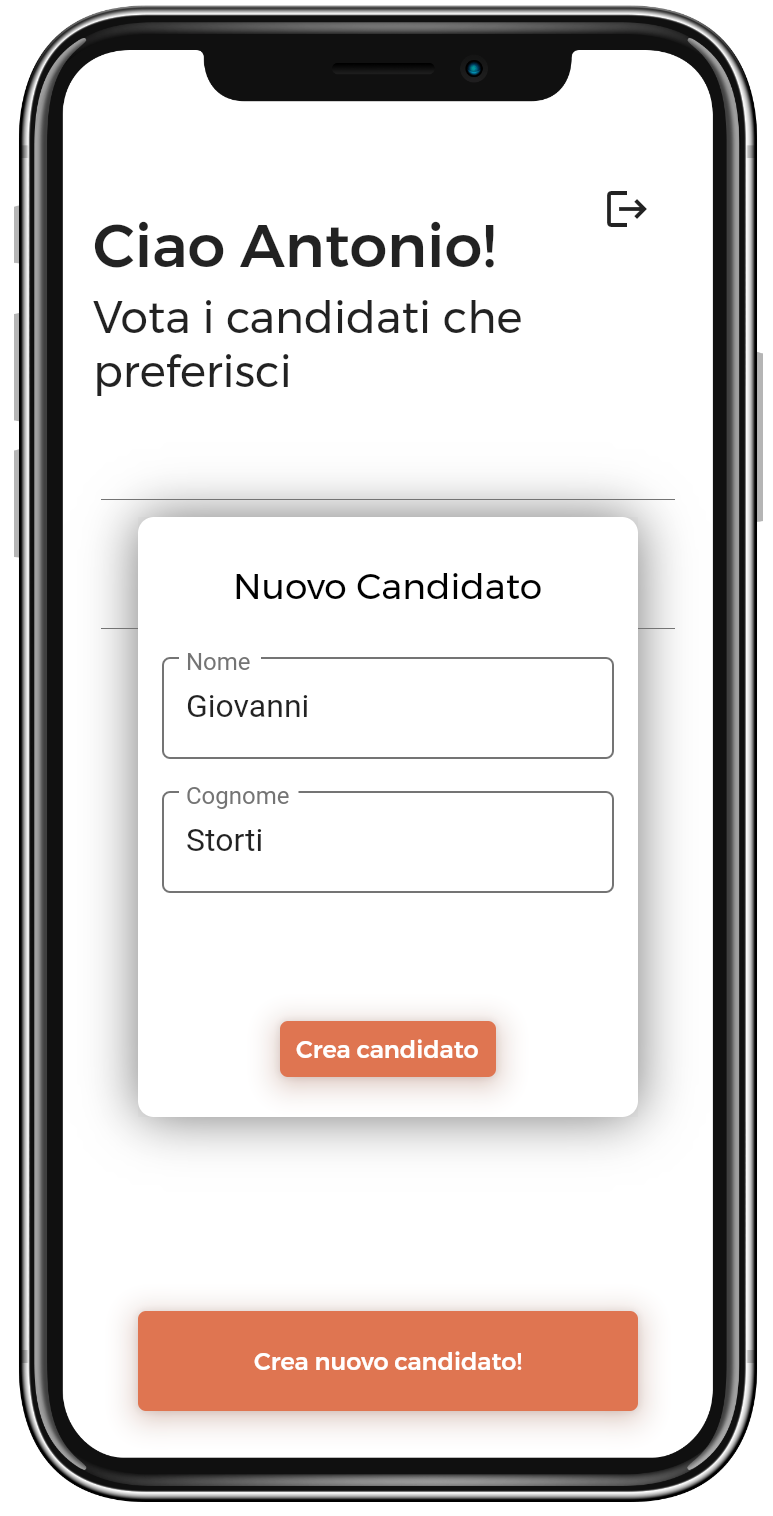 Ciao Antonio!
Vota i candidati che
preferisci
Nuovo Candidato
Nome
Giovanni
Cognome
Storti
Crea candidato
Crea nuovo candidato!